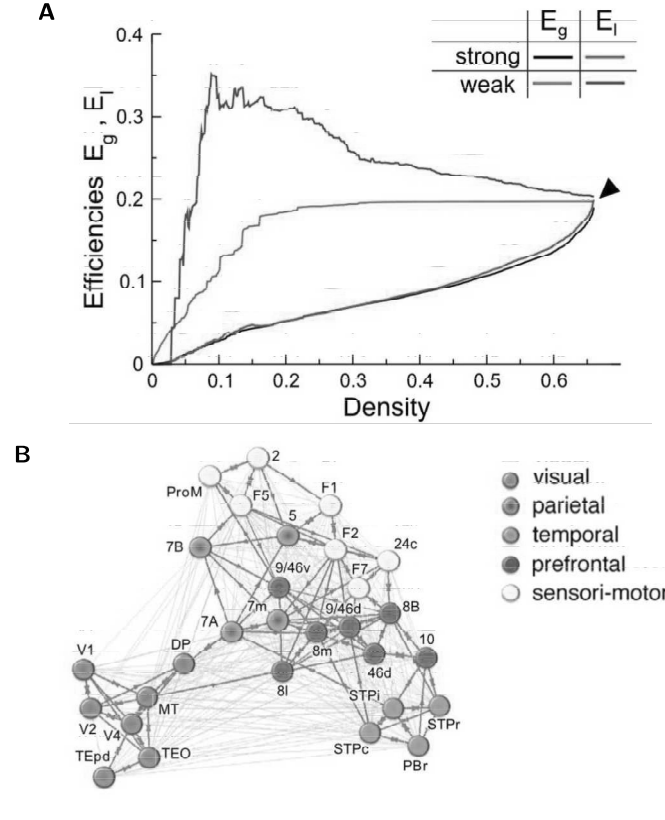 A
E_g E_l
strong
weak
0.4
0.3
0.2
0.1
0
Efficiencies E_g , E_l
0 0.1 0.2 0.3 0.4 0.5 0.6
Density
B
2
ProM
F5
F1
5
F2
24c
7B
9/46v
F7
7m
9/46d
8B
7A
8m
10
DP
46d
V1
8l
STPi
MT
V2
V4
STPr
TEO
STPc
TEpd
PBr
visual
parietal
temporal
prefrontal
sensori-motor